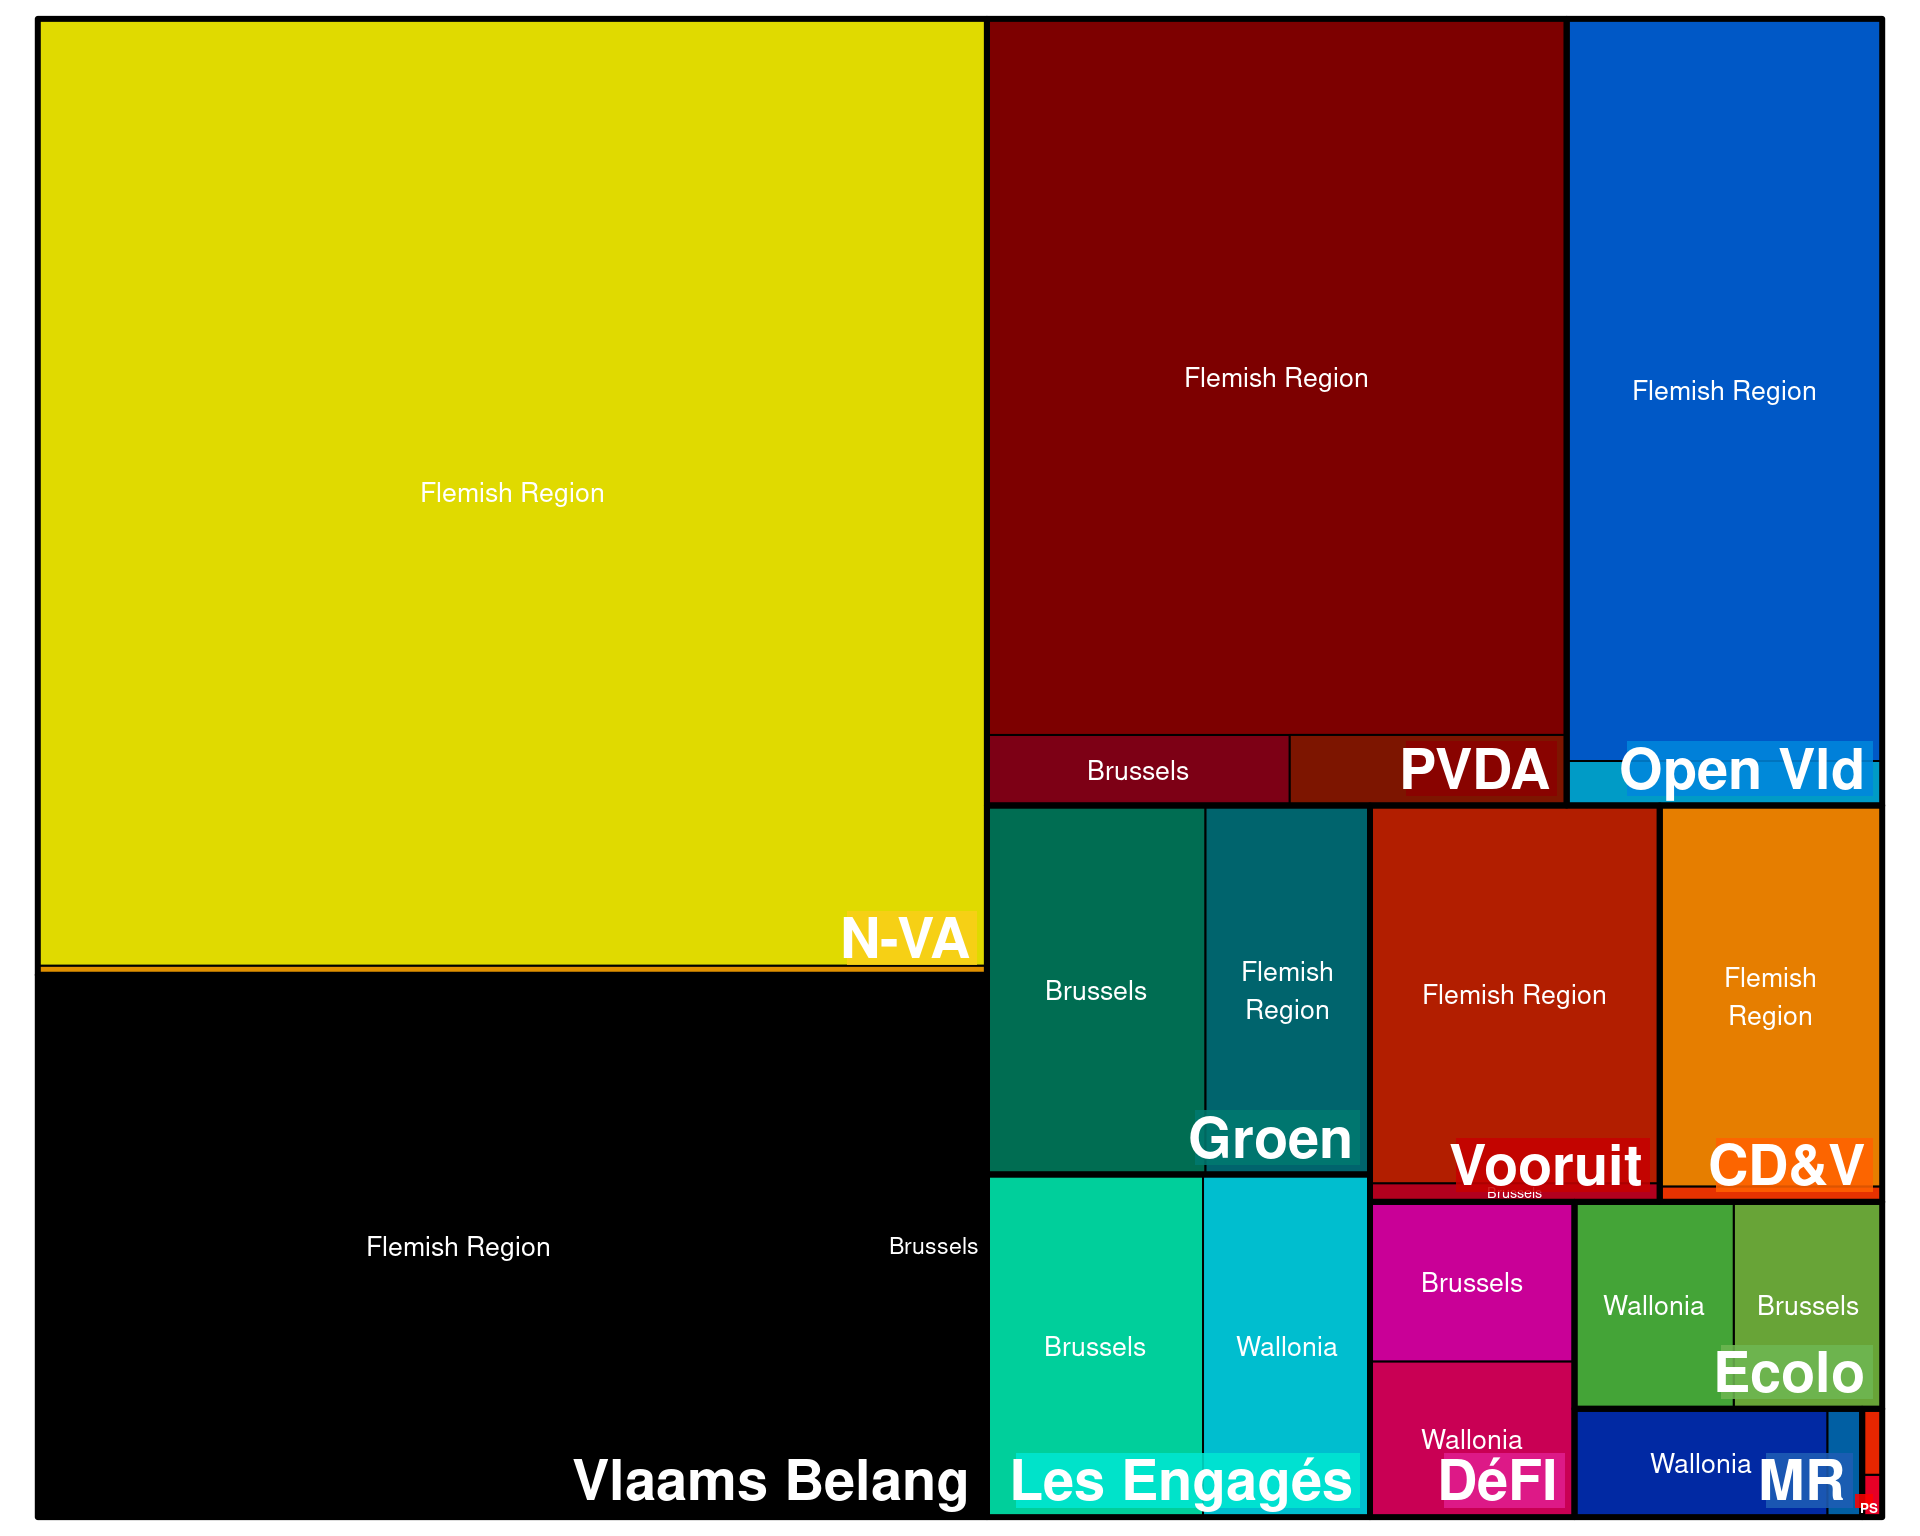 Flemish Region
N-VA
Flemish Region
Brussels
Vlaams Belang
Flemish Region
Brussels
PVDA
Flemish Region
Open Vld
Brussels
Flemish
Region
Groen
Flemish Region
Vooruit
Brussels
Flemish
Region
CD&V
Brussels
Wallonia
Les Engagés
Brussels
Wallonia
DéFI
Wallonia
Brussels
Ecolo
Wallonia
MR
PS